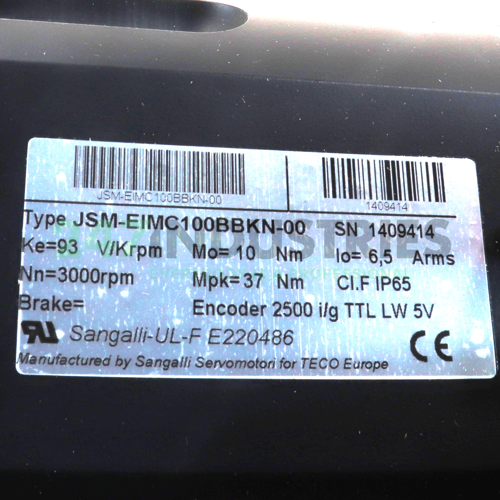 JSM-EIMC100BBKN-00
1409414
Type JSM-EIMC100BBKN-00 SN 1409414
Ke=93 V/Krpm Mo= 10 Nm Io= 6,5 Arms
Nn=3000rpm Mpk= 37 Nm Cl.F IP65
Brake= Encoder 2500 i/g TTL LW 5V
Sangalli-UL-F E220486 CE
Manufactured by Sangalli Servomotori for TECO Europe
INDUSTRIES